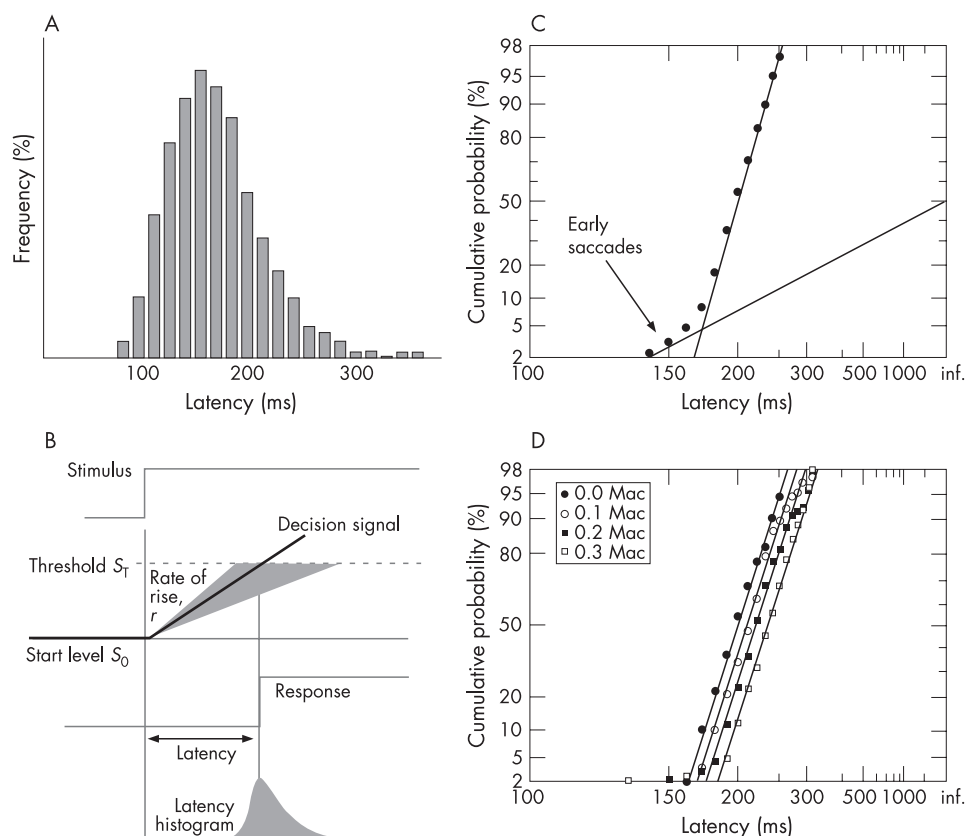 A
Frequency (%)
100
200
300
Latency (ms)
B
Stimulus
Decision signal
Threshold S_T
Rate of
rise,
r
Start level S_0
Response
Latency
Latency
histogram
C
Cumulative probability (%)
98
95
90
80
50
20
10
5
2
Early
saccades
100
150
200
300
500
1000
inf.
Latency (ms)
D
Cumulative probability (%)
98
95
90
80
50
20
10
5
2
0.0 Mac
0.1 Mac
0.2 Mac
0.3 Mac
100
150
200
300
500
1000
inf.
Latency (ms)